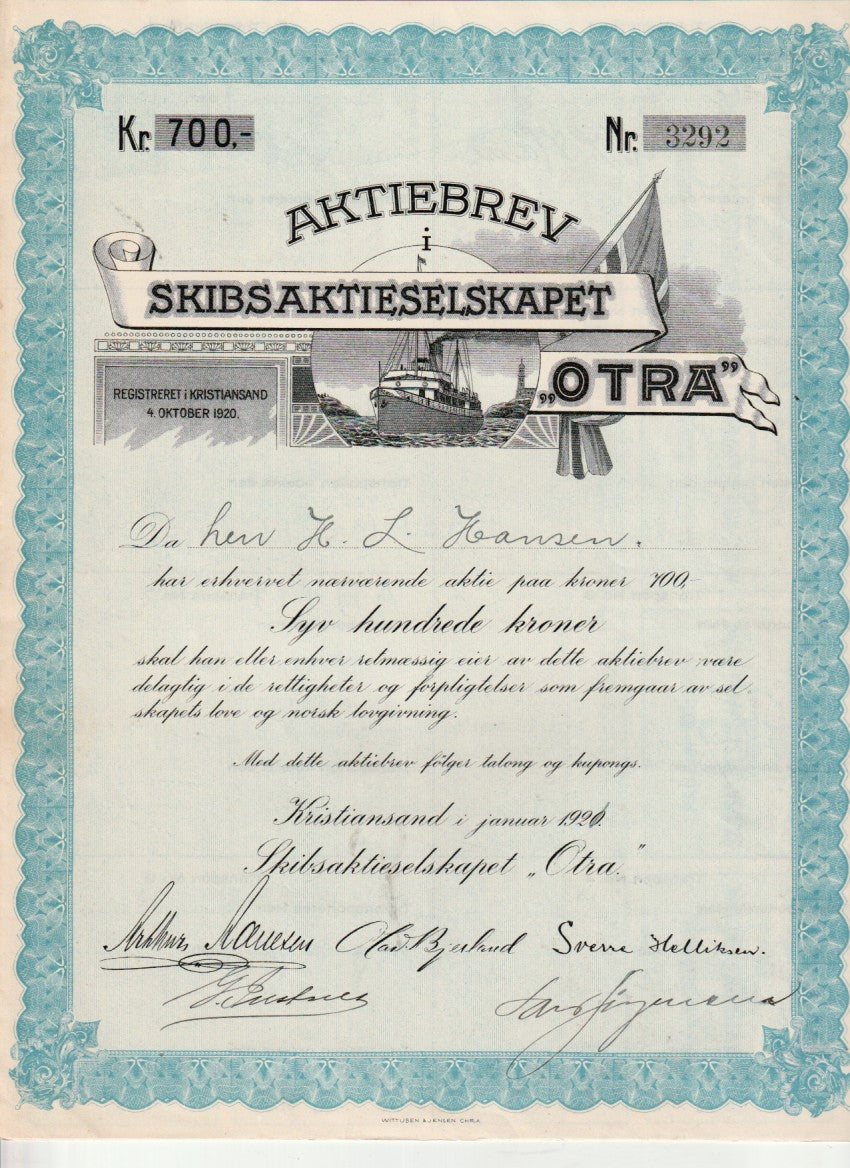 Kr. 700,-
Nr. 3292
AKTIEBREV
i
SKIBSAKTIESELSKAPET
„OTRA”
REGISTRERET i KRISTIANSAND
4. OKTOBER 1920.
Da herr H. L. Hansen.
har erhvervet nærværende aktie paa kroner 700,-
Syv hundrede kroner
skal han eller enhver retmæssig eier av dette aktiebrev være
delagtig i de rettigheter og forpligtelser som fremgaar av sel-
skapets love og norsk lovgivning.
Med dette aktiebrev følger talong og kupongs.
Kristiansand i januar 1921.
Skibsaktieselskapet „Otra.”
Sverre Helliksen.
WITTUSEN & JENSEN CHR.A